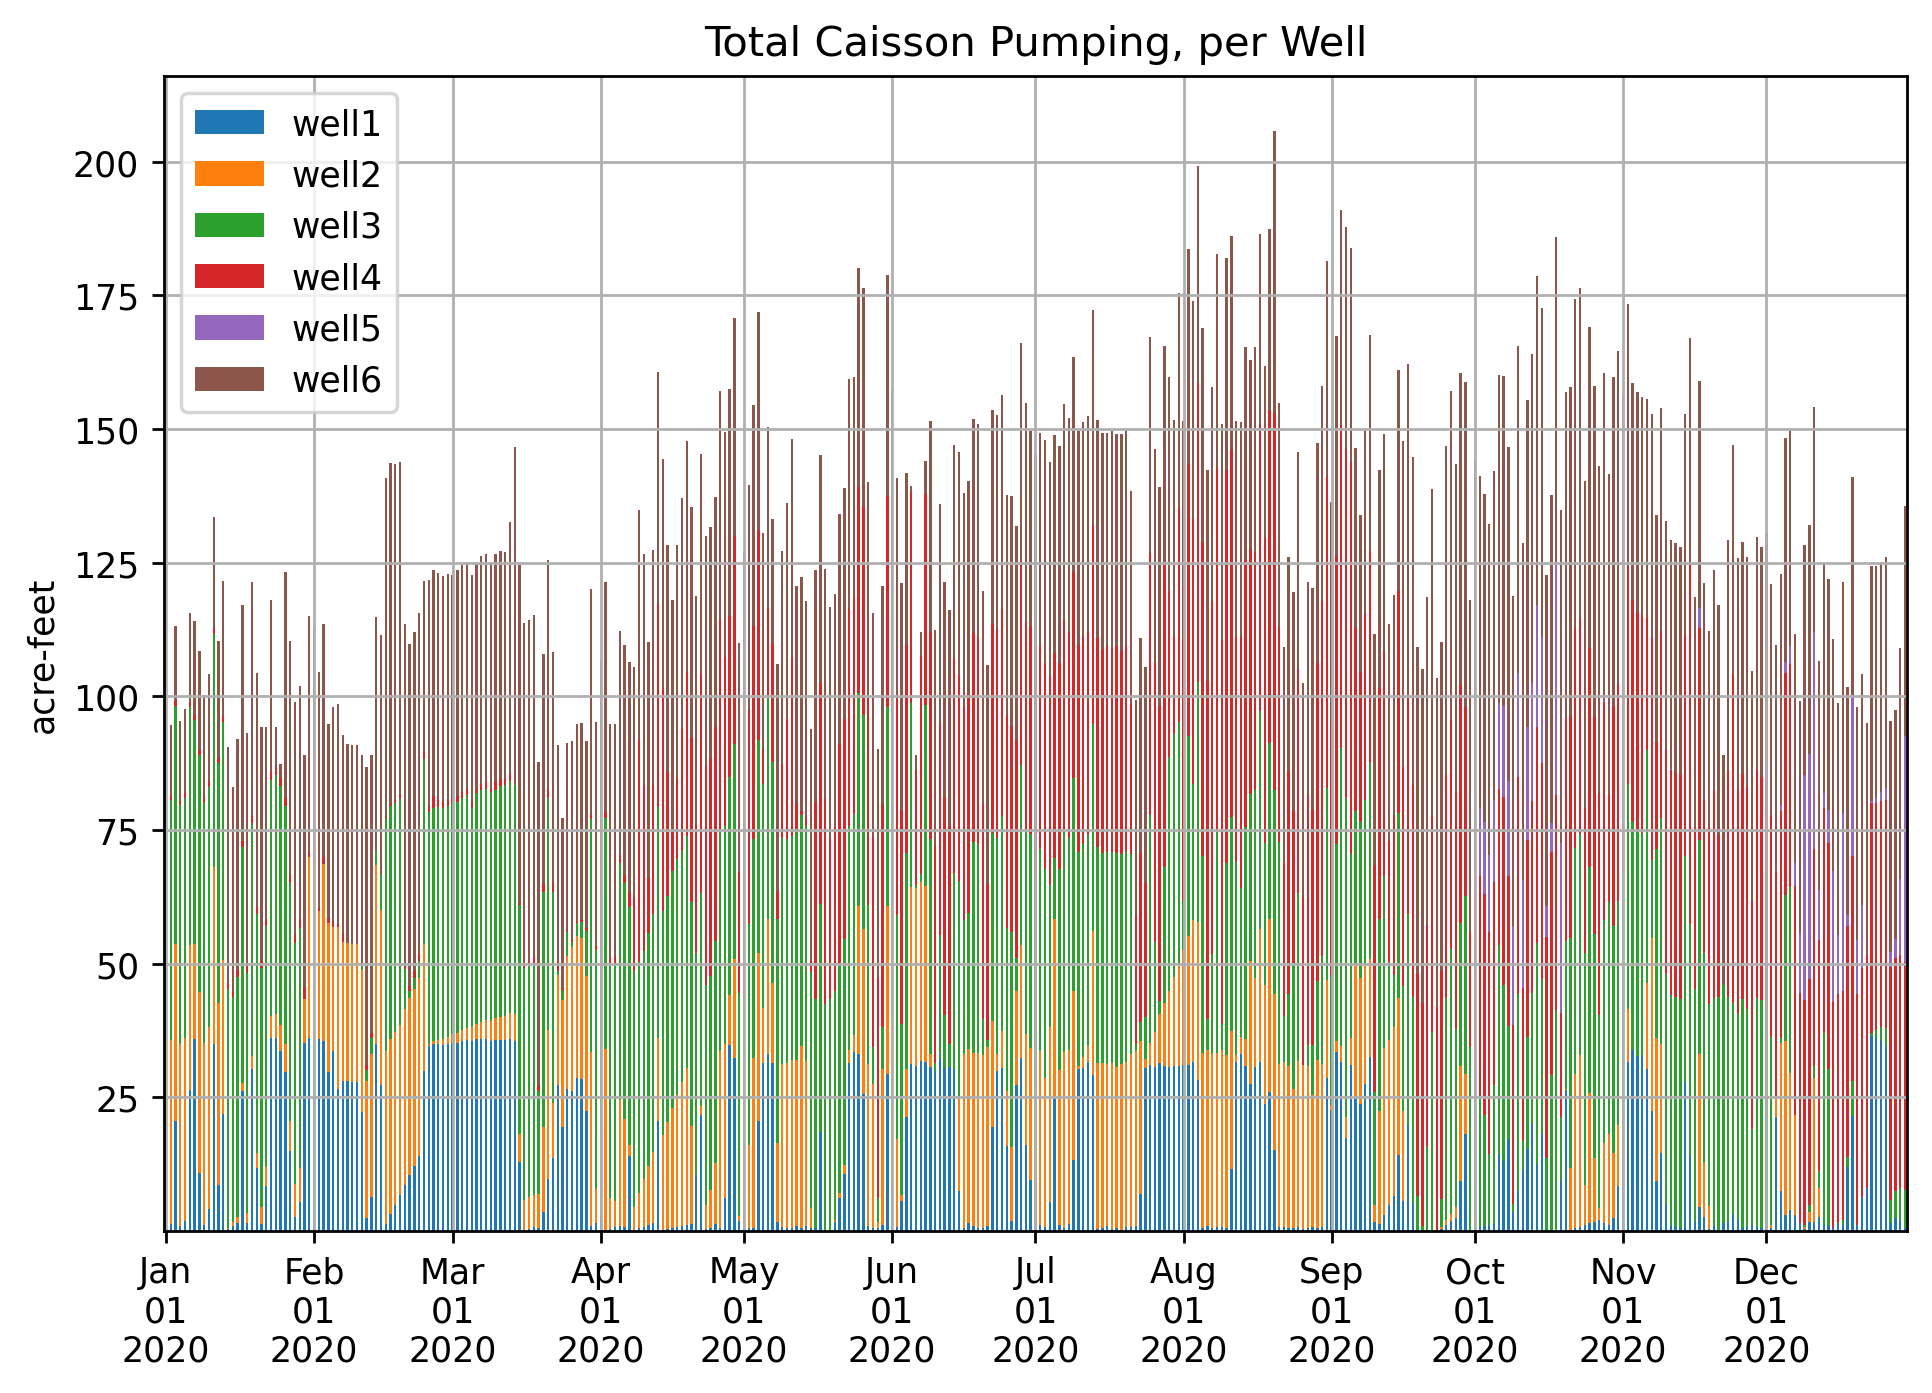 Total Caisson Pumping, per Well
well1
well2
well3
well4
well5
well6
acre-feet
200
175
150
125
100
75
50
25
Jan Feb Mar Apr May Jun Jul Aug Sep Oct Nov Dec
01 01 01 01 01 01 01 01 01 01 01 01
2020 2020 2020 2020 2020 2020 2020 2020 2020 2020 2020 2020